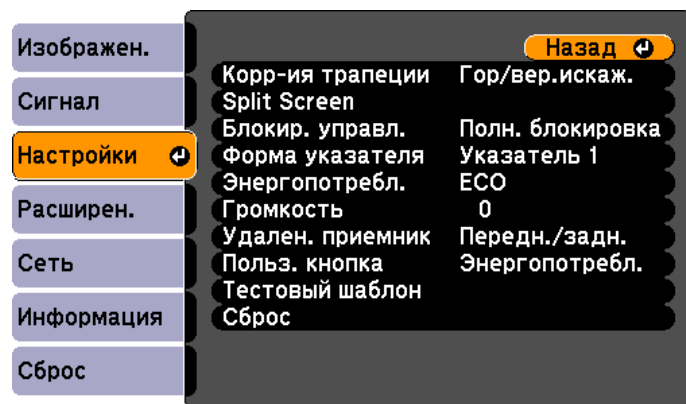 Изображен.
Сигнал
Настройки
Расширен.
Сеть
Информация
Сброс
Назад
Корр-ия трапеции Гор/вер.искаж.
Split Screen
Блокир. управл. Полн. блокировка
Форма указателя Указатель 1
Энергопотребл. ECO
Громкость 0
Удален. приемник Передн./задн.
Польз. кнопка Энергопотребл.
Тестовый шаблон
Сброс